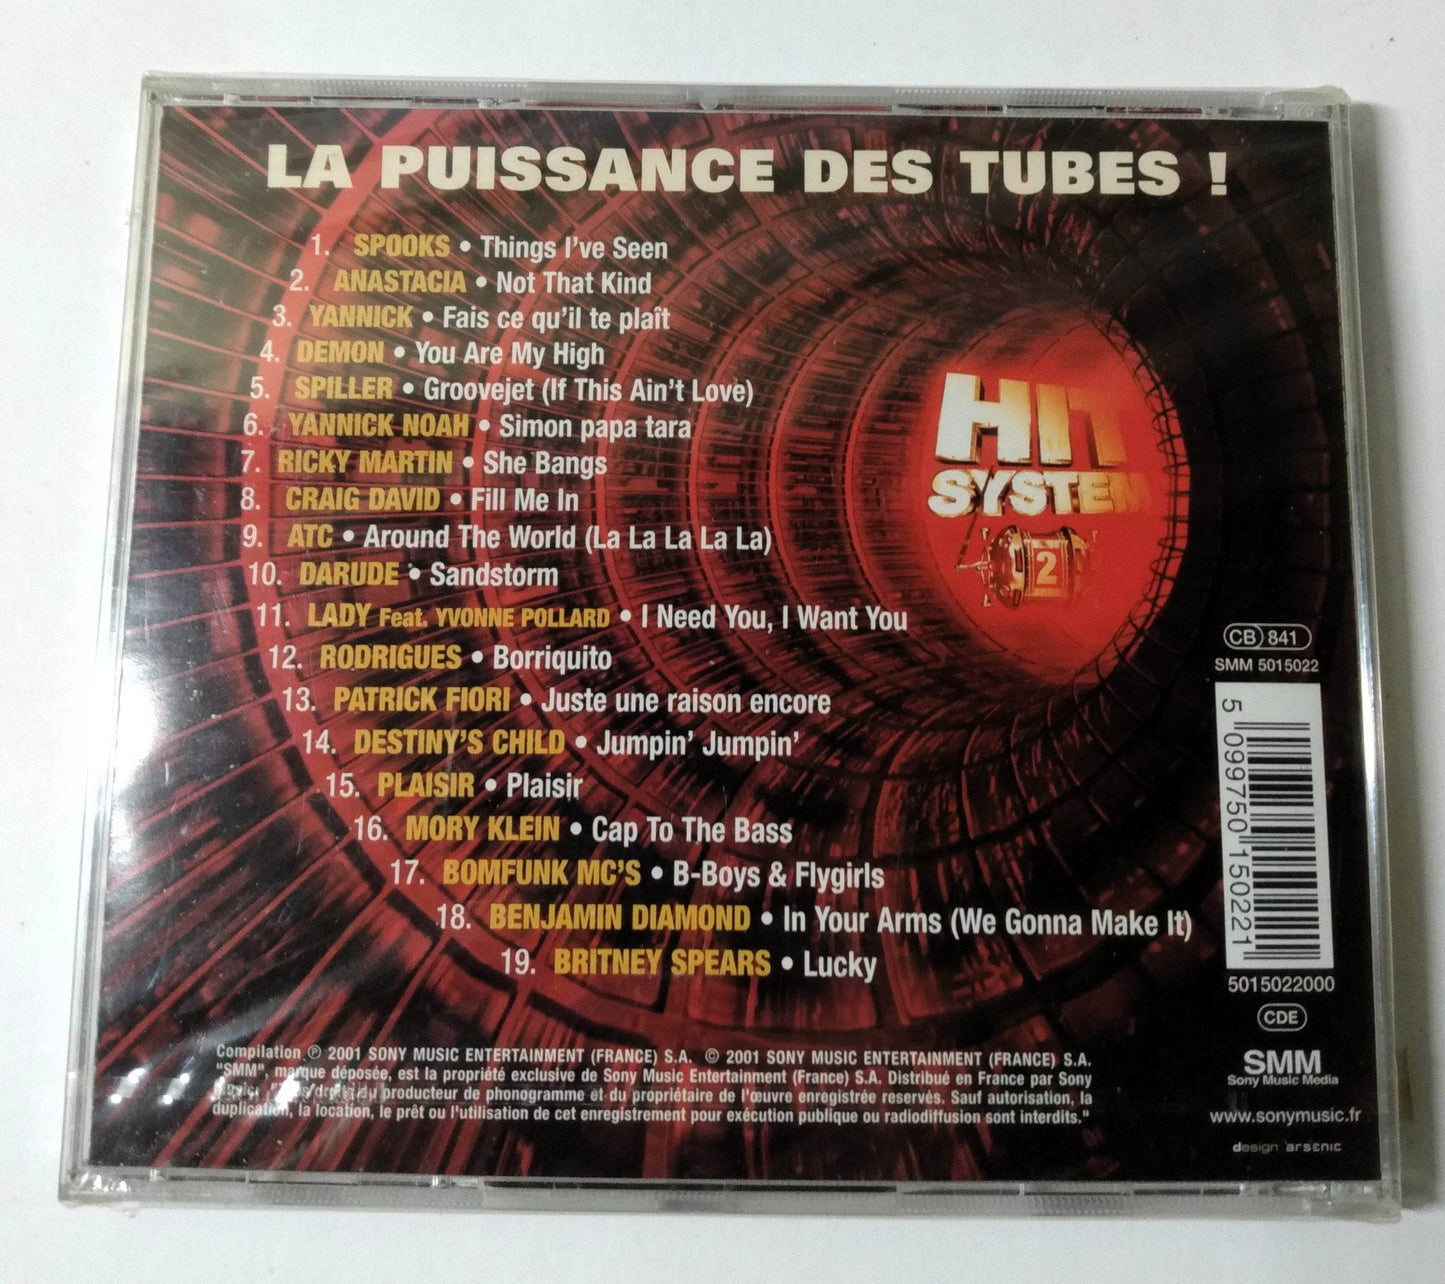 LA PUISSANCE DES TUBES !
1. SPOOKS • Things I've Seen
2. ANASTACIA • Not That Kind
3. YANNICK • Fais ce qu'il te plaît
4. DEMON • You Are My High
5. SPILLER • Groovejet (If This Ain't Love)
6. YANNICK NOAH • Simon papa tara
7. RICKY MARTIN • She Bangs
8. CRAIG DAVID • Fill Me In
9. ATC • Around The World (La La La La La)
10. DARUDE • Sandstorm
11. LADY Feat. YVONNE POLLARD • I Need You, I Want You
12. RODRIGUES • Borriquito
13. PATRICK FIORI • Juste une raison encore
14. DESTINY'S CHILD • Jumpin' Jumpin'
15. PLAISIR • Plaisir
16. MORY KLEIN • Cap To The Bass
17. BOMFUNK MC'S • B-Boys & Flygirls
18. BENJAMIN DIAMOND • In Your Arms (We Gonna Make It)
19. BRITNEY SPEARS • Lucky
HIT
SYSTEM
2
CB 841
SMM 5015022
5 099750 150221
5015022000
CDE
SMM
Sony Music Media
www.sonymusic.fr
design arsenic
Compilation ℗ 2001 SONY MUSIC ENTERTAINMENT (FRANCE) S.A. © 2001 SONY MUSIC ENTERTAINMENT (FRANCE) S.A.
"SMM", marque déposée, est la propriété exclusive de Sony Music Entertainment (France) S.A. Distribué en France par Sony
droits du producteur de phonogramme et du propriétaire de l'œuvre enregistrée reservés. Sauf autorisation, la
duplication, la location, le prêt ou l'utilisation de cet enregistrement pour exécution publique ou radiodiffusion sont interdits."